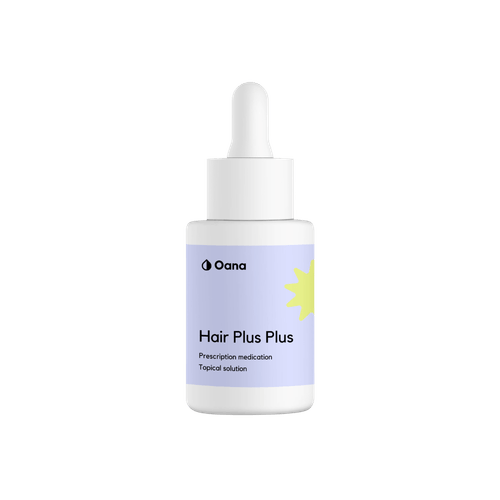 Oana
Hair Plus Plus
Prescription medication
Topical solution